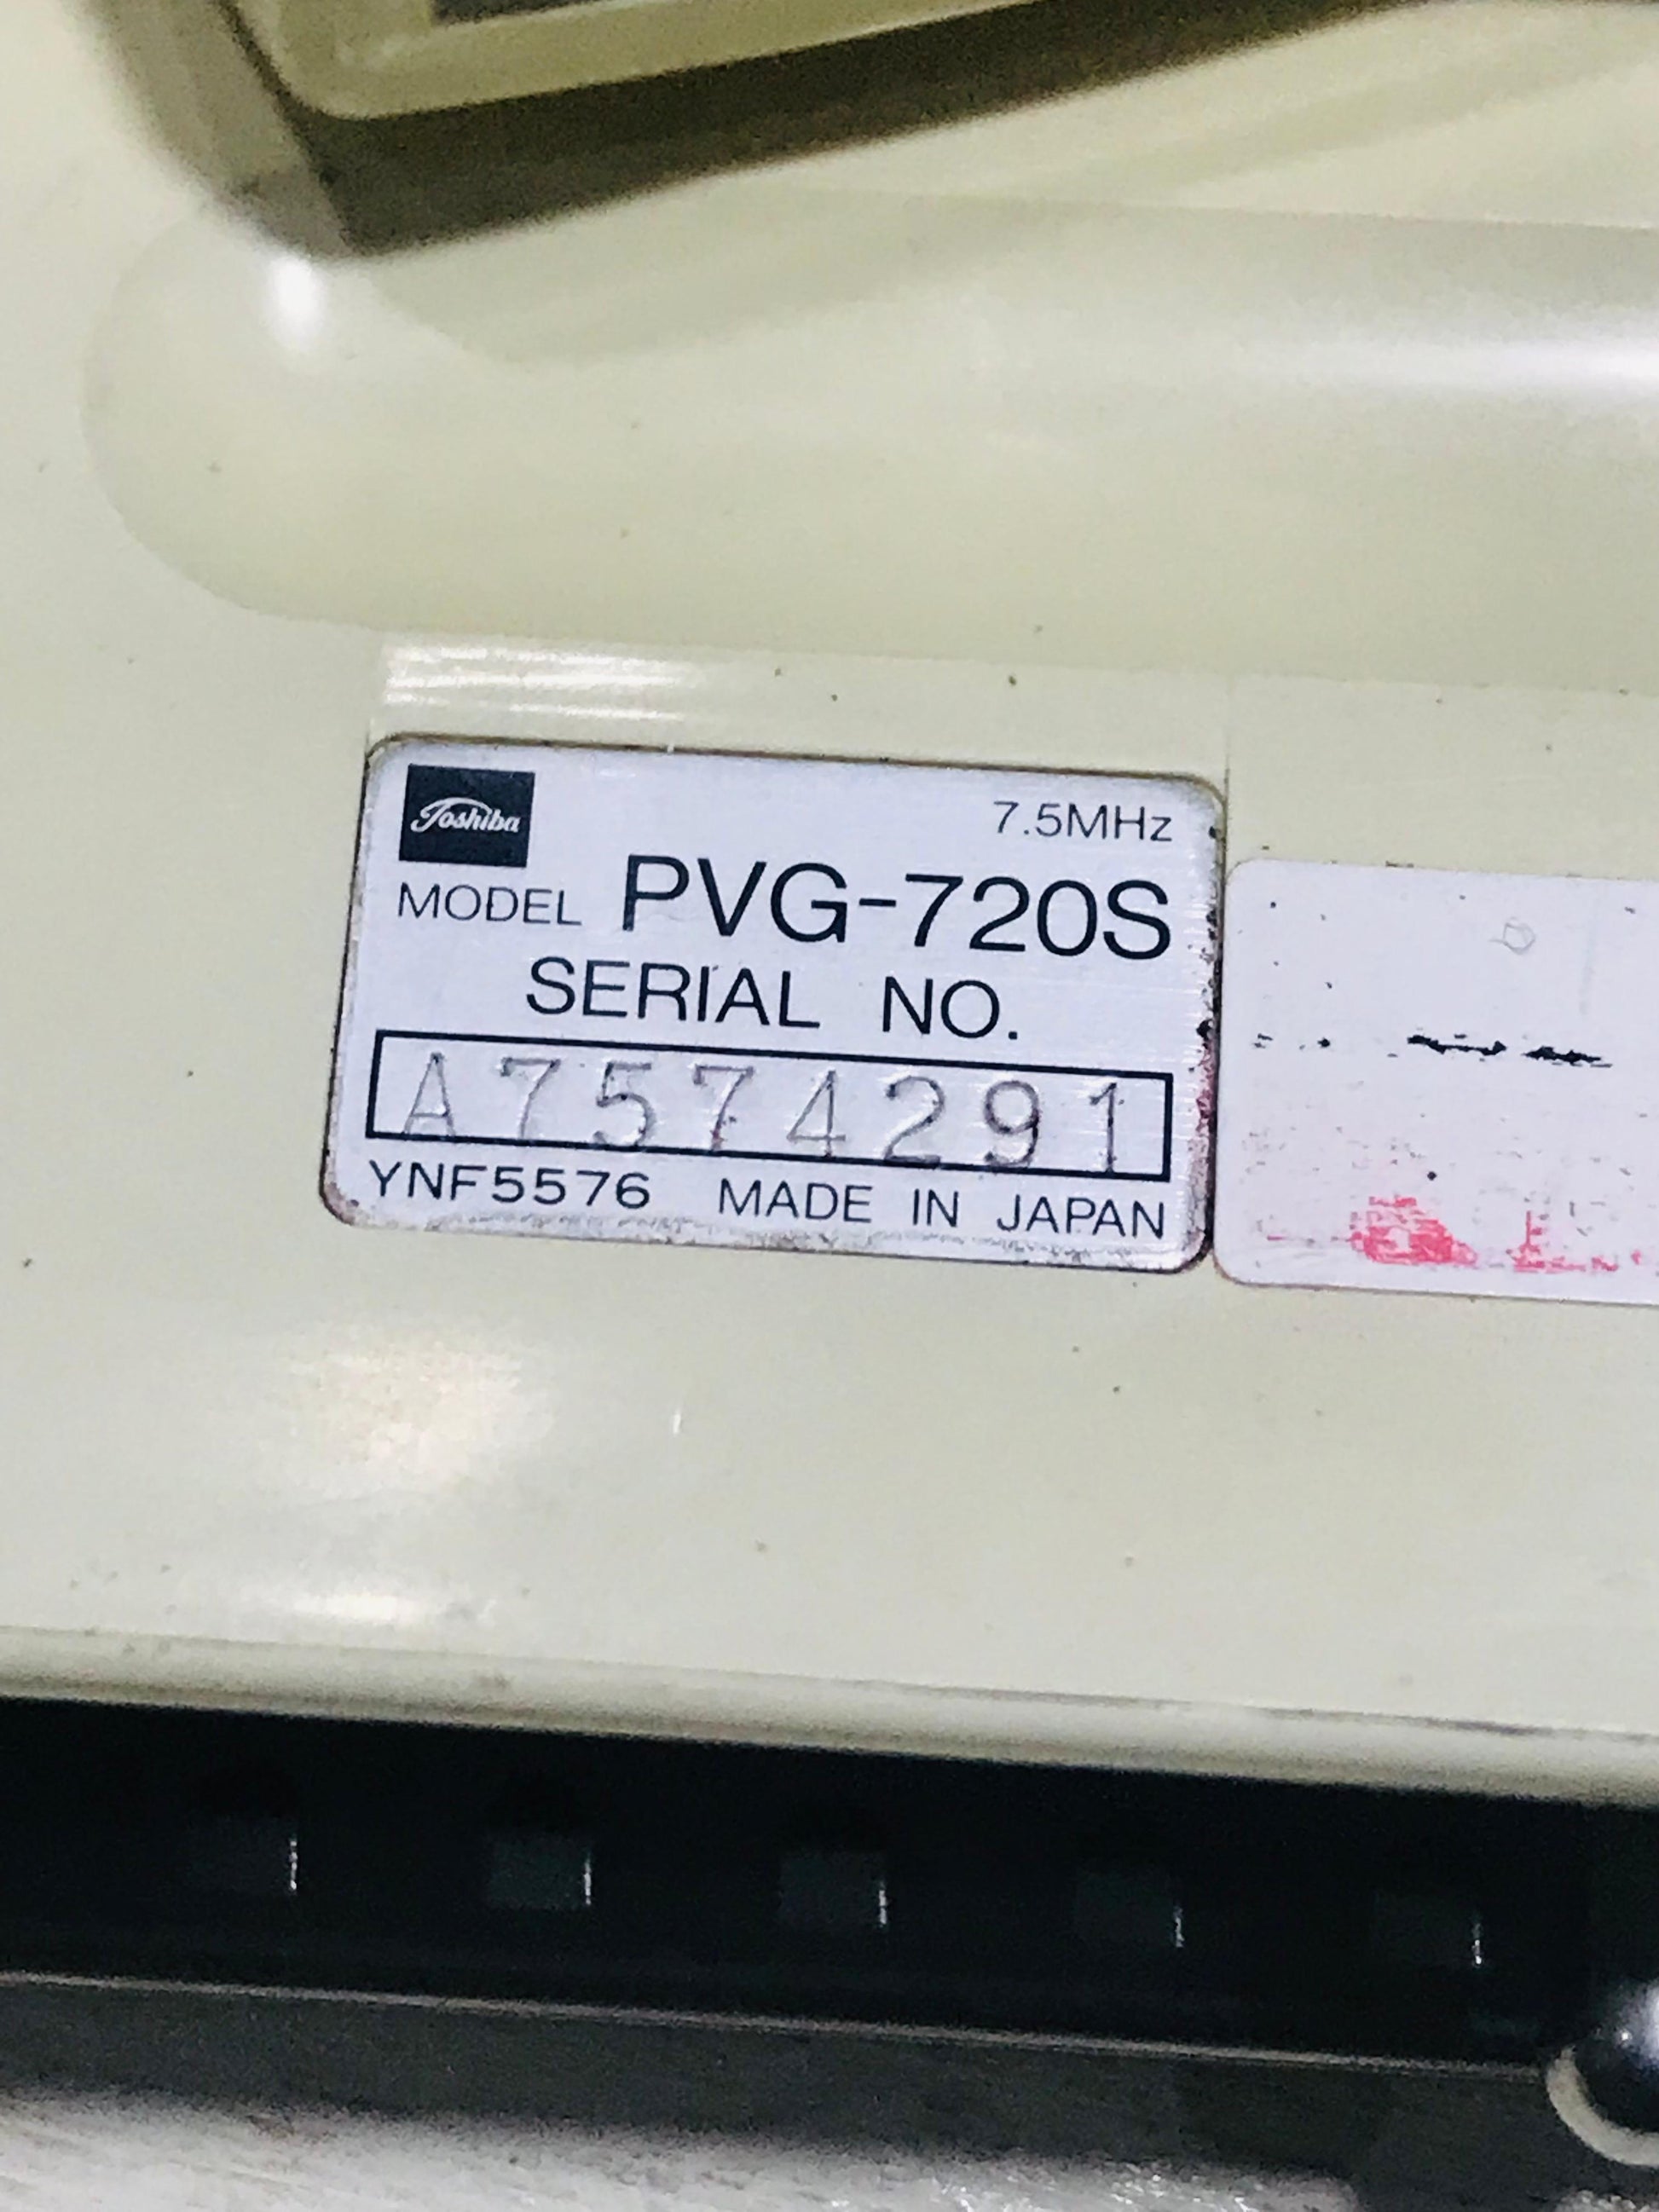 Toshiba
7.5MHz
MODEL PVG-720S
SERIAL NO.
A7574291
YNF5576 MADE IN JAPAN